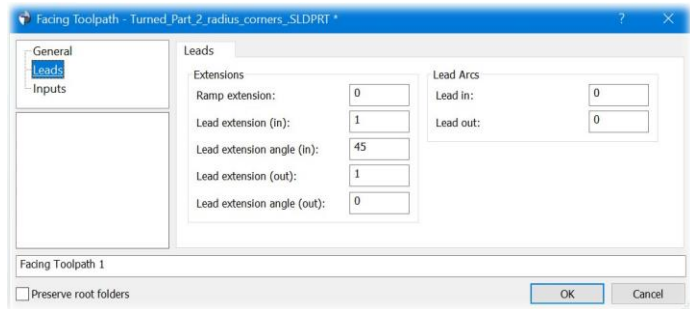 Facing Toolpath - Turned_Part_2_radius_corners_.SLDPRT *
General
Leads
Inputs
Leads
Extensions
Ramp extension: 0
Lead extension (in): 1
Lead extension angle (in): 45
Lead extension (out): 1
Lead extension angle (out): 0
Lead Arcs
Lead in: 0
Lead out: 0
Facing Toolpath 1
Preserve root folders
OK Cancel